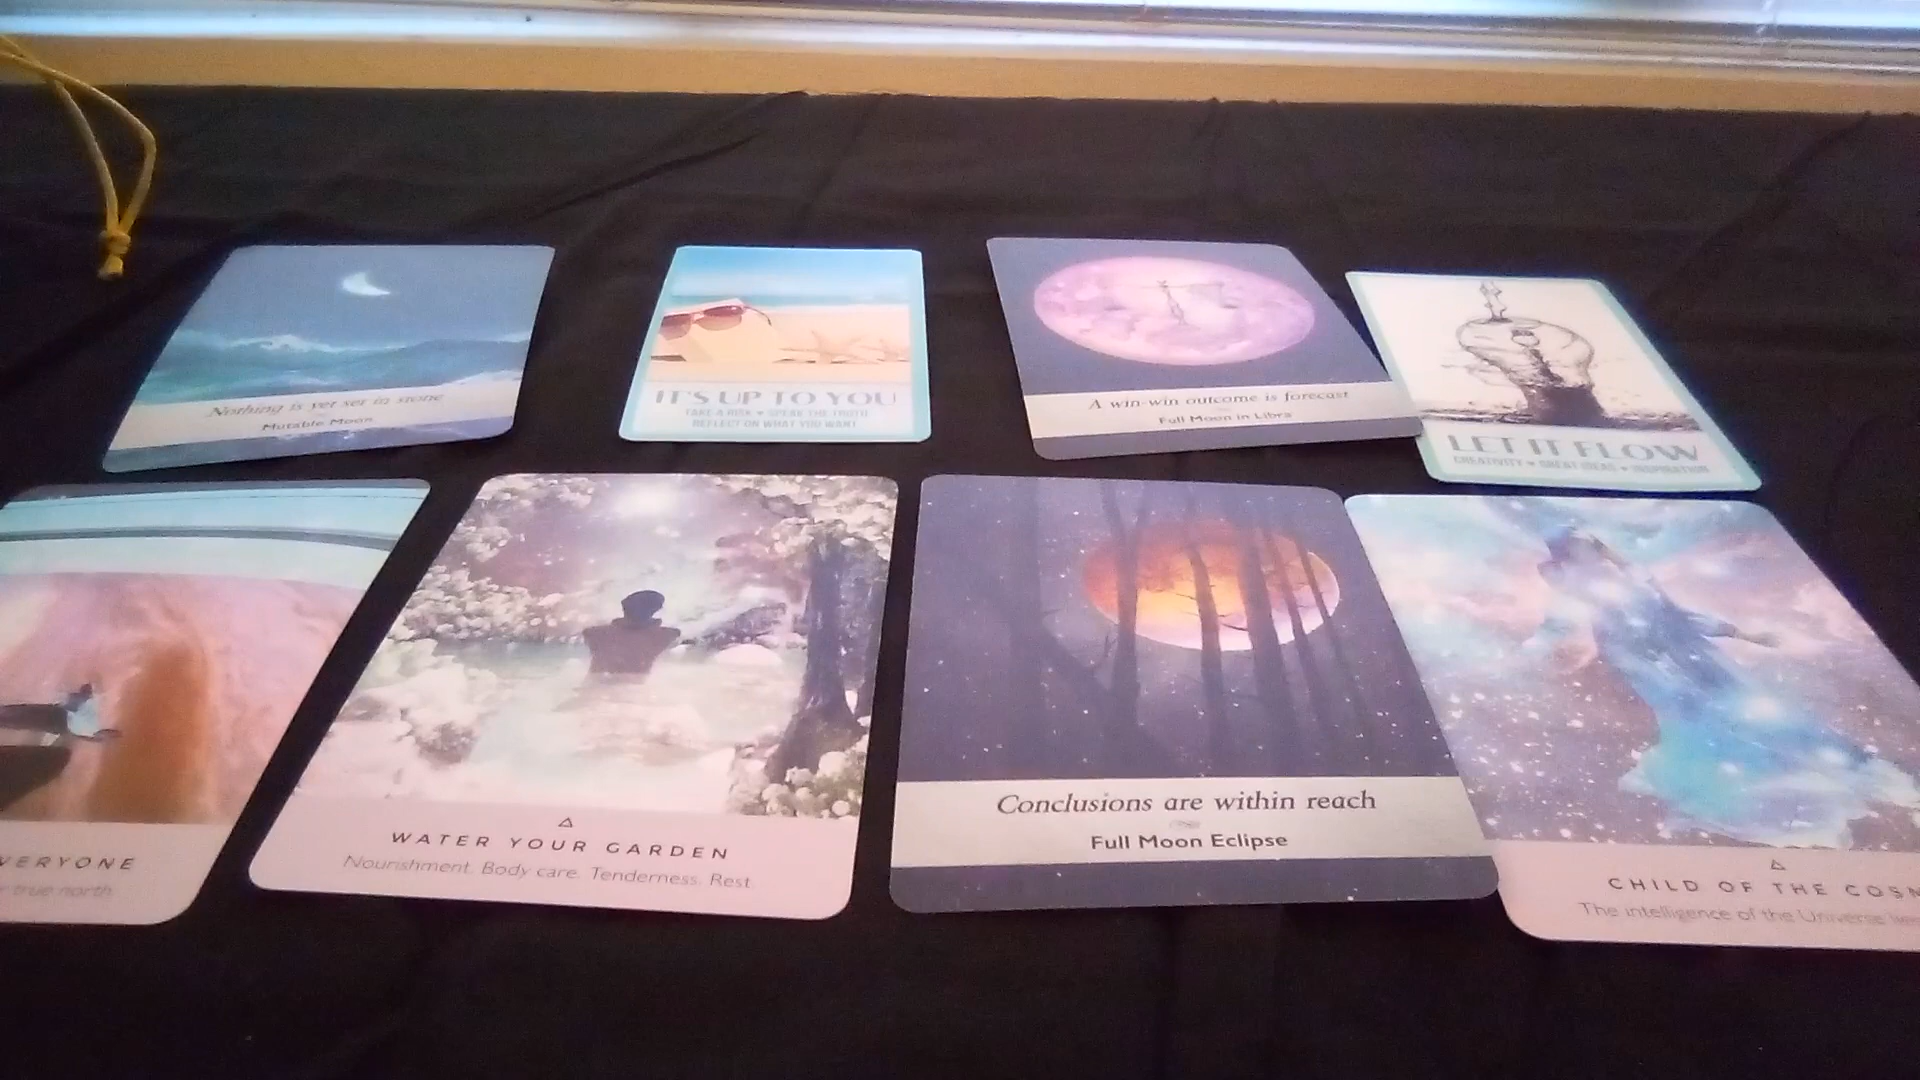 Nothing is yet set in stone
Mutable Moon
IT'S UP TO YOU
TAKE A RISK ♥ SPEAK THE TRUTH
REFLECT ON WHAT YOU WANT
A win-win outcome is forecast
Full Moon in Libra
LET IT FLOW
CREATIVITY ♥ GREAT IDEAS ♥ INSPIRATION
VERYONE
true north
WATER YOUR GARDEN
Nourishment. Body care. Tenderness. Rest.
Conclusions are within reach
Full Moon Eclipse
CHILD OF THE COSM
The intelligence of the Universe